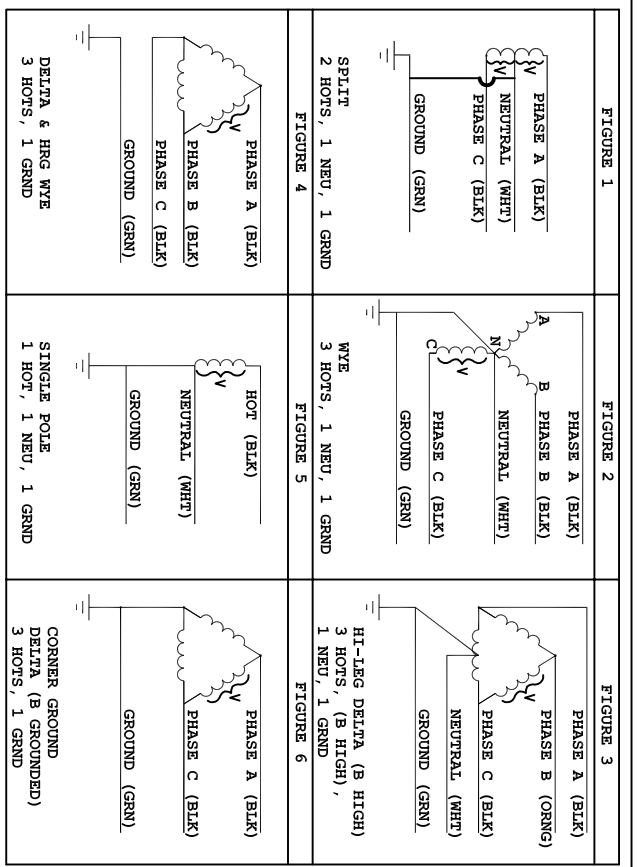 FIGURE 1
PHASE A (BLK)
NEUTRAL (WHT)
PHASE C (BLK)
GROUND (GRN)
V
V
SPLIT
2 HOTS, 1 NEU, 1 GRND
FIGURE 2
PHASE A (BLK)
PHASE B (BLK)
NEUTRAL (WHT)
PHASE C (BLK)
GROUND (GRN)
A
B
N
C
V
WYE
3 HOTS, 1 NEU, 1 GRND
FIGURE 3
PHASE A (BLK)
PHASE B (ORNG)
PHASE C (BLK)
NEUTRAL (WHT)
GROUND (GRN)
V
HI-LEG DELTA (B HIGH)
3 HOTS, (B HIGH),
1 NEU, 1 GRND
FIGURE 4
PHASE A (BLK)
PHASE B (BLK)
PHASE C (BLK)
GROUND (GRN)
V
DELTA & HRG WYE
3 HOTS, 1 GRND
FIGURE 5
HOT (BLK)
NEUTRAL (WHT)
GROUND (GRN)
V
SINGLE POLE
1 HOT, 1 NEU, 1 GRND
FIGURE 6
PHASE A (BLK)
PHASE C (BLK)
GROUND (GRN)
V
CORNER GROUND
DELTA (B GROUNDED)
3 HOTS, 1 GRND